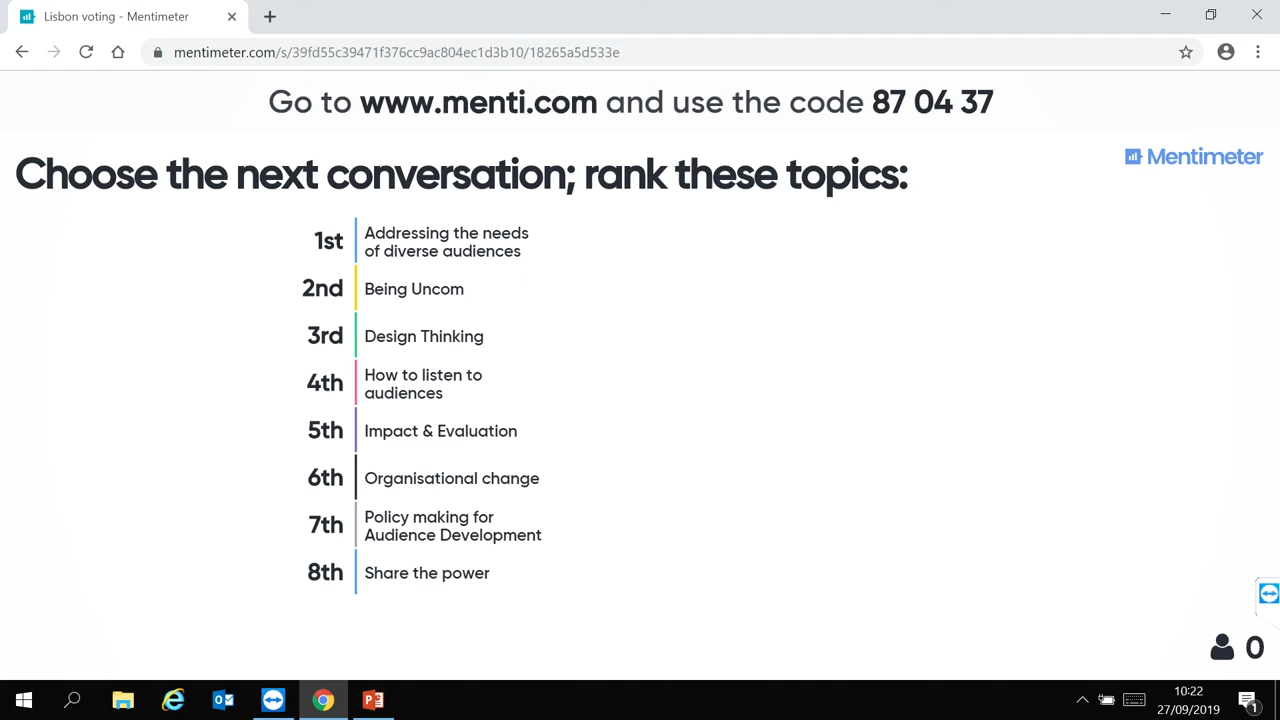 Lisbon voting - Mentimeter
mentimeter.com/s/39fd55c39471f376cc9ac804ec1d3b10/18265a5d533e
Go to www.menti.com and use the code 87 04 37
Mentimeter
Choose the next conversation; rank these topics:
1st Addressing the needs
of diverse audiences
2nd Being Uncom
3rd Design Thinking
4th How to listen to
audiences
5th Impact & Evaluation
6th Organisational change
7th Policy making for
Audience Development
8th Share the power
0
10:22
27/09/2019
1